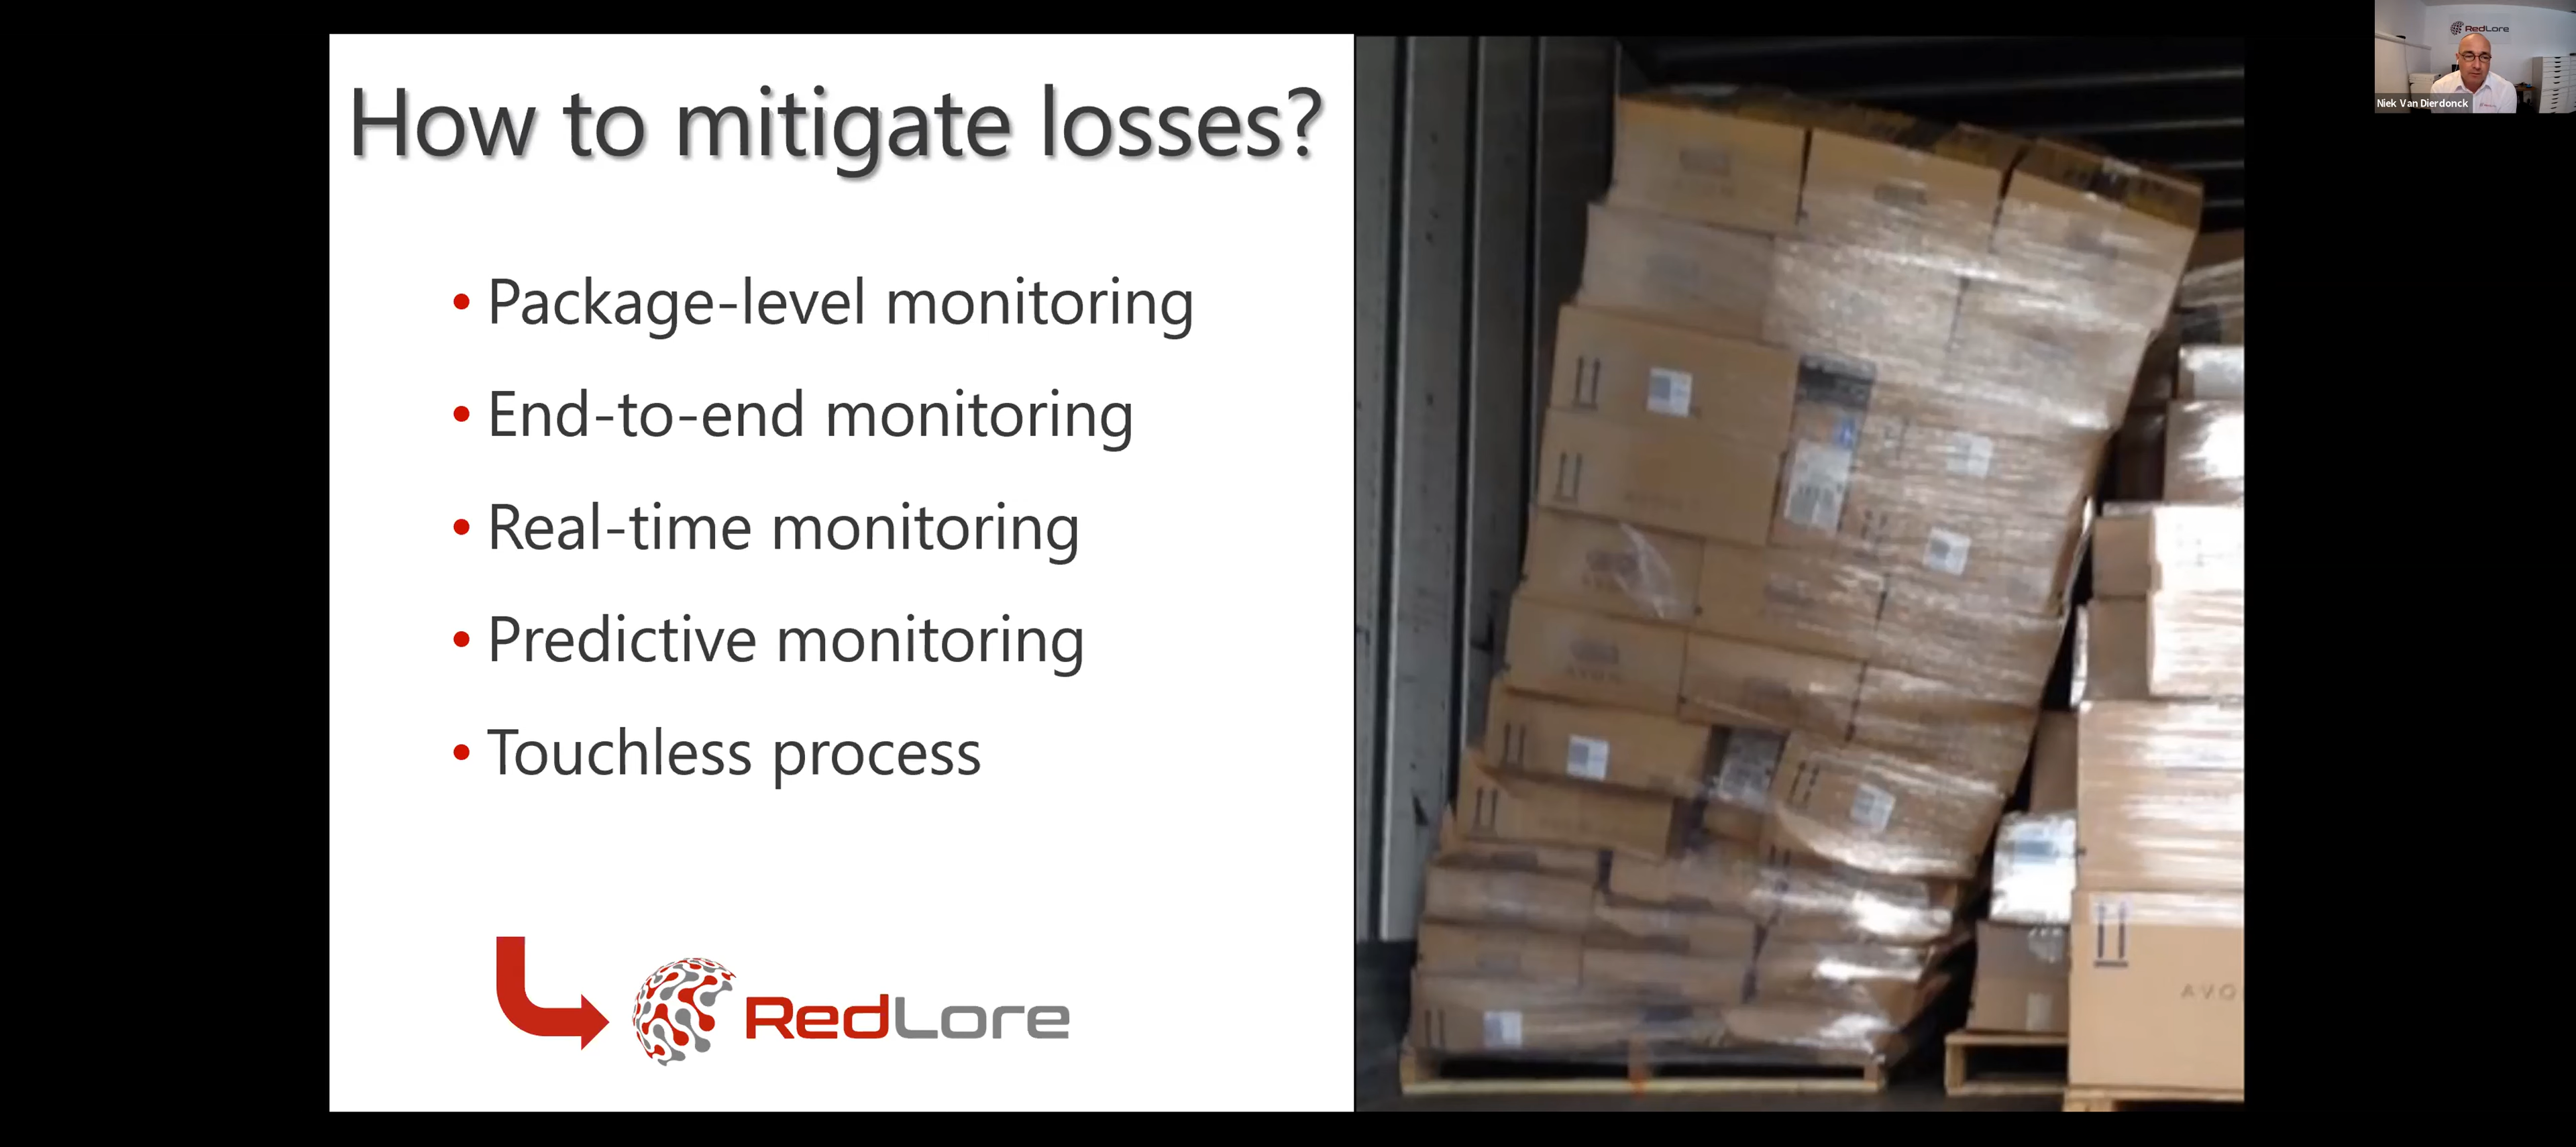 How to mitigate losses?
• Package-level monitoring
• End-to-end monitoring
• Real-time monitoring
• Predictive monitoring
• Touchless process
RedLore
RedLore
Niek Van Dierdonck
AVO